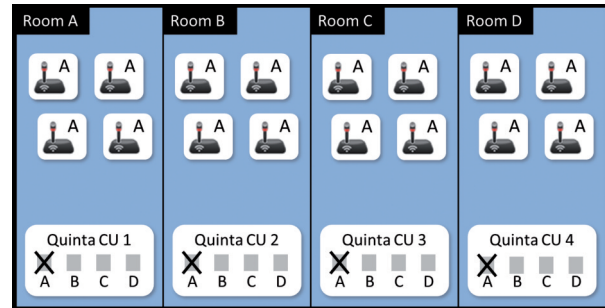 Room A
A A
A A
Quinta CU 1
A B C D
Room B
A A
A A
Quinta CU 2
A B C D
Room C
A A
A A
Quinta CU 3
A B C D
Room D
A A
A A
Quinta CU 4
A B C D